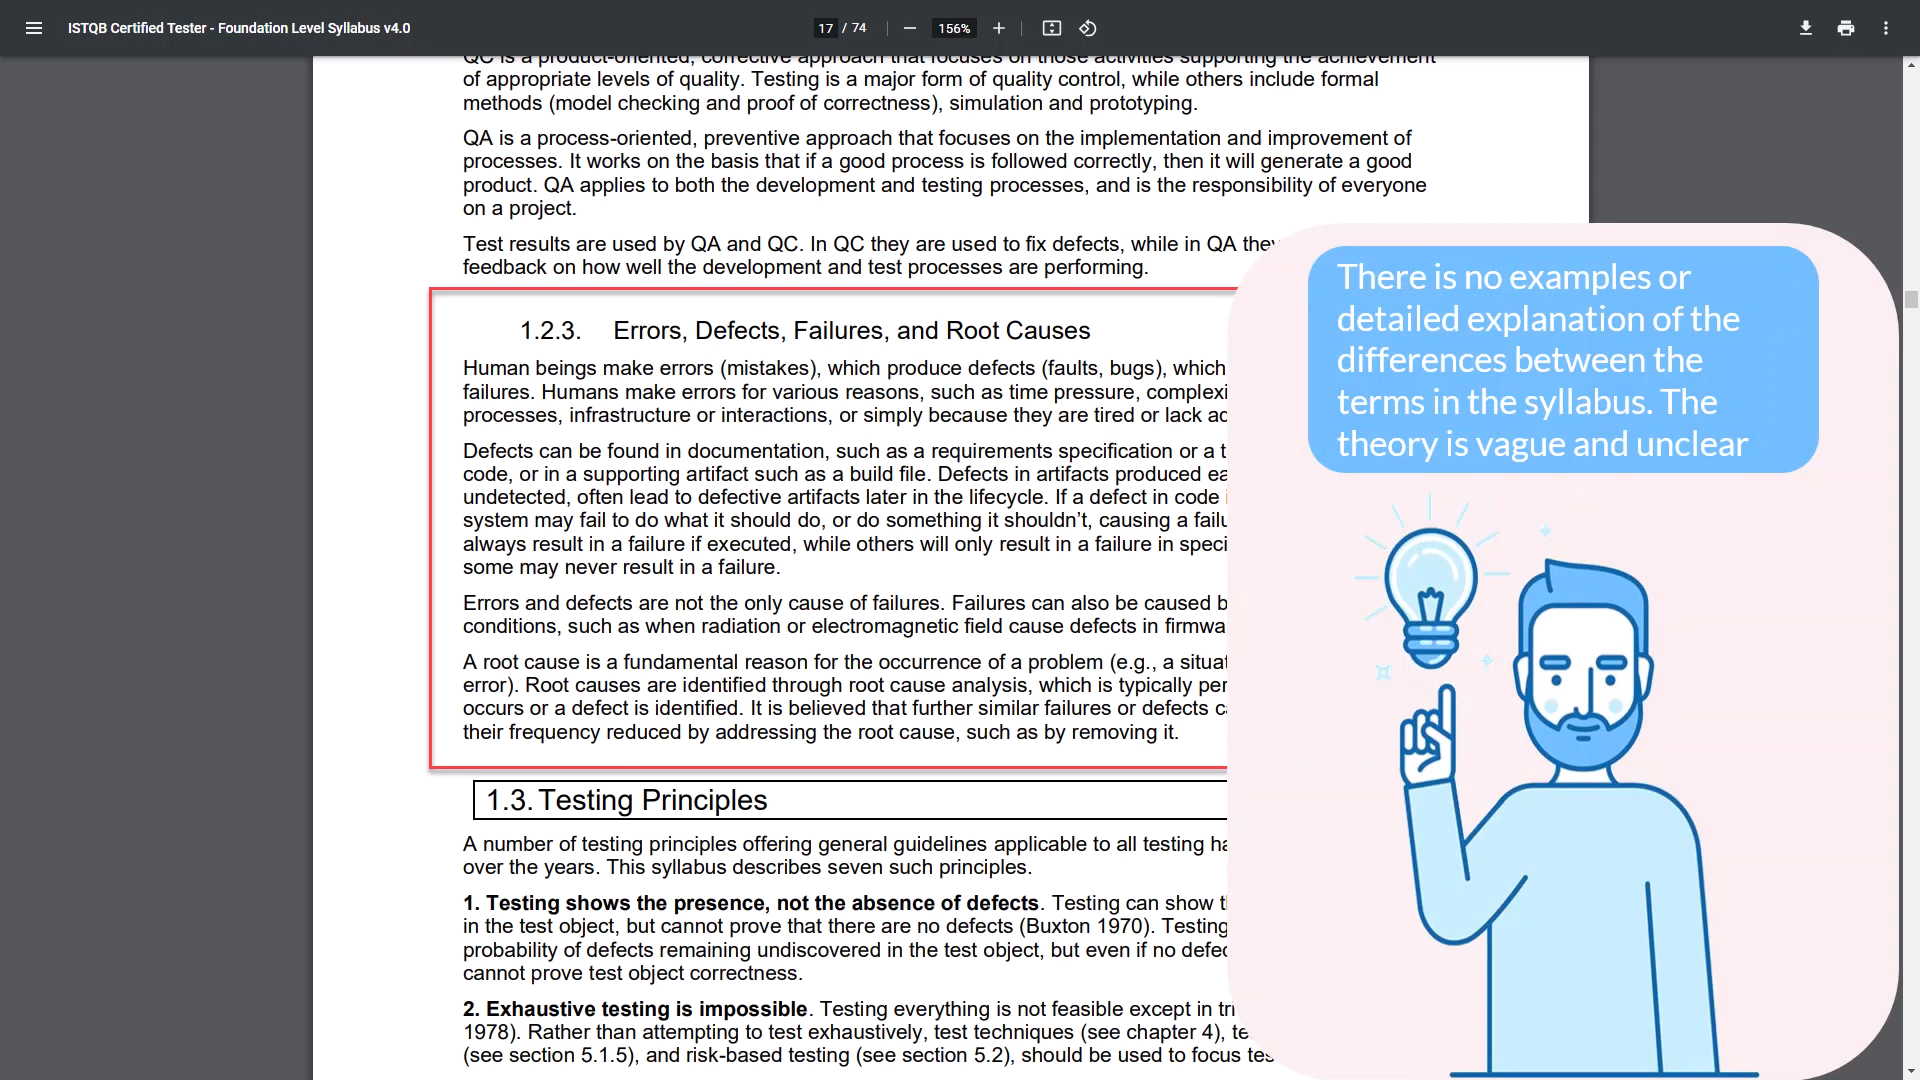 ISTQB Certified Tester - Foundation Level Syllabus v4.0
17 / 74
156%
QC is a product-oriented, corrective approach that focuses on those activities supporting the achievement
of appropriate levels of quality. Testing is a major form of quality control, while others include formal
methods (model checking and proof of correctness), simulation and prototyping.
QA is a process-oriented, preventive approach that focuses on the implementation and improvement of
processes. It works on the basis that if a good process is followed correctly, then it will generate a good
product. QA applies to both the development and testing processes, and is the responsibility of everyone
on a project.
Test results are used by QA and QC. In QC they are used to fix defects, while in QA they
feedback on how well the development and test processes are performing.
1.2.3. Errors, Defects, Failures, and Root Causes
Human beings make errors (mistakes), which produce defects (faults, bugs), which
failures. Humans make errors for various reasons, such as time pressure,
processes, infrastructure or interactions, or simply because they are tired or lack
Defects can be found in documentation, such as a requirements specification or a
code, or in a supporting artifact such as a build file. Defects in artifacts produced
undetected, often lead to defective artifacts later in the lifecycle. If a defect in code
system may fail to do what it should do, or do something it shouldn't, causing a
always result in a failure if executed, while others will only result in a failure in
some may never result in a failure.
Errors and defects are not the only cause of failures. Failures can also be caused
conditions, such as when radiation or electromagnetic field cause defects in
A root cause is a fundamental reason for the occurrence of a problem (e.g., a
error). Root causes are identified through root cause analysis, which is typically
occurs or a defect is identified. It is believed that further similar failures or defects
their frequency reduced by addressing the root cause, such as by removing it.
1.3. Testing Principles
A number of testing principles offering general guidelines applicable to all testing
over the years. This syllabus describes seven such principles.
1. Testing shows the presence, not the absence of defects. Testing can show
in the test object, but cannot prove that there are no defects (Buxton 1970). Testing
probability of defects remaining undiscovered in the test object, but even if no
cannot prove test object correctness.
2. Exhaustive testing is impossible. Testing everything is not feasible except in
1978). Rather than attempting to test exhaustively, test techniques (see chapter 4),
(see section 5.1.5), and risk-based testing (see section 5.2), should be used to focus
There is no examples or
detailed explanation of the
differences between the
terms in the syllabus. The
theory is vague and unclear